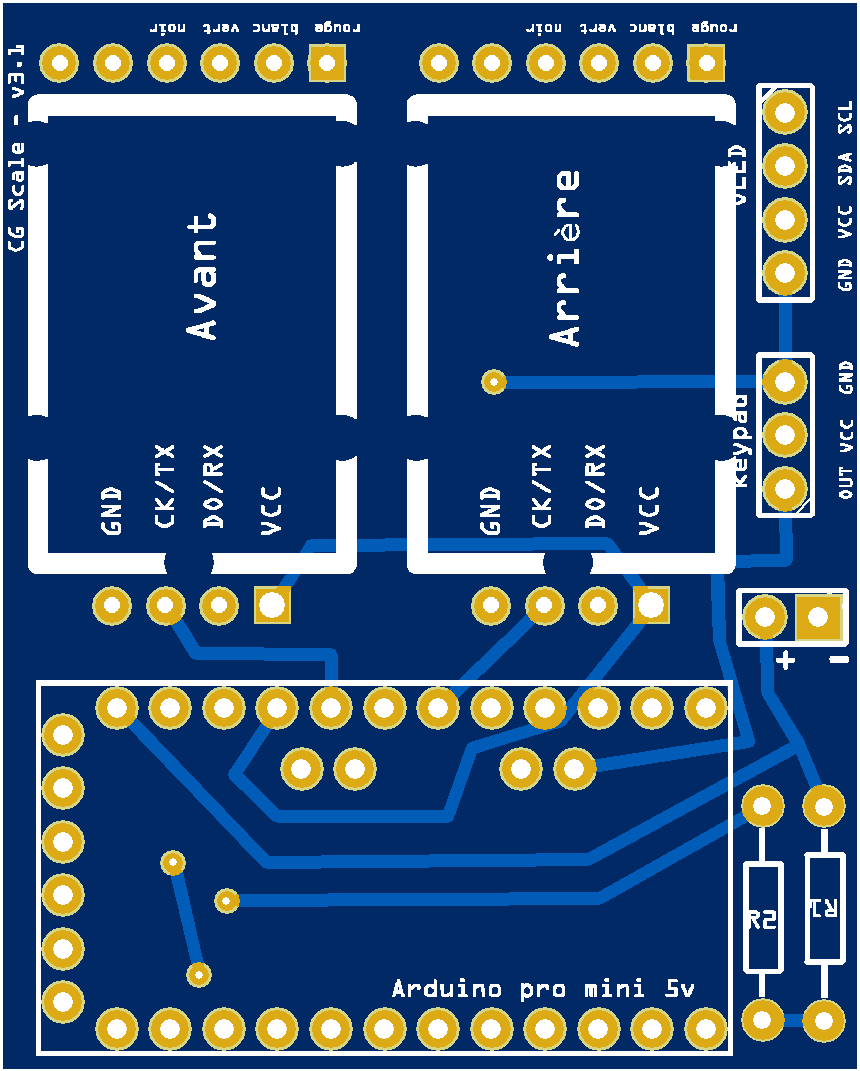 rouge blanc vert noir
rouge blanc vert noir
CG Scale - v3.1
Avant
GND
CK/TX
DO/RX
VCC
Arrière
GND
CK/TX
DO/RX
VCC
SCL
SDA
VCC
GND
Keypad
GND
VCC
OUT
+ -
R2
R1
Arduino pro mini 5v